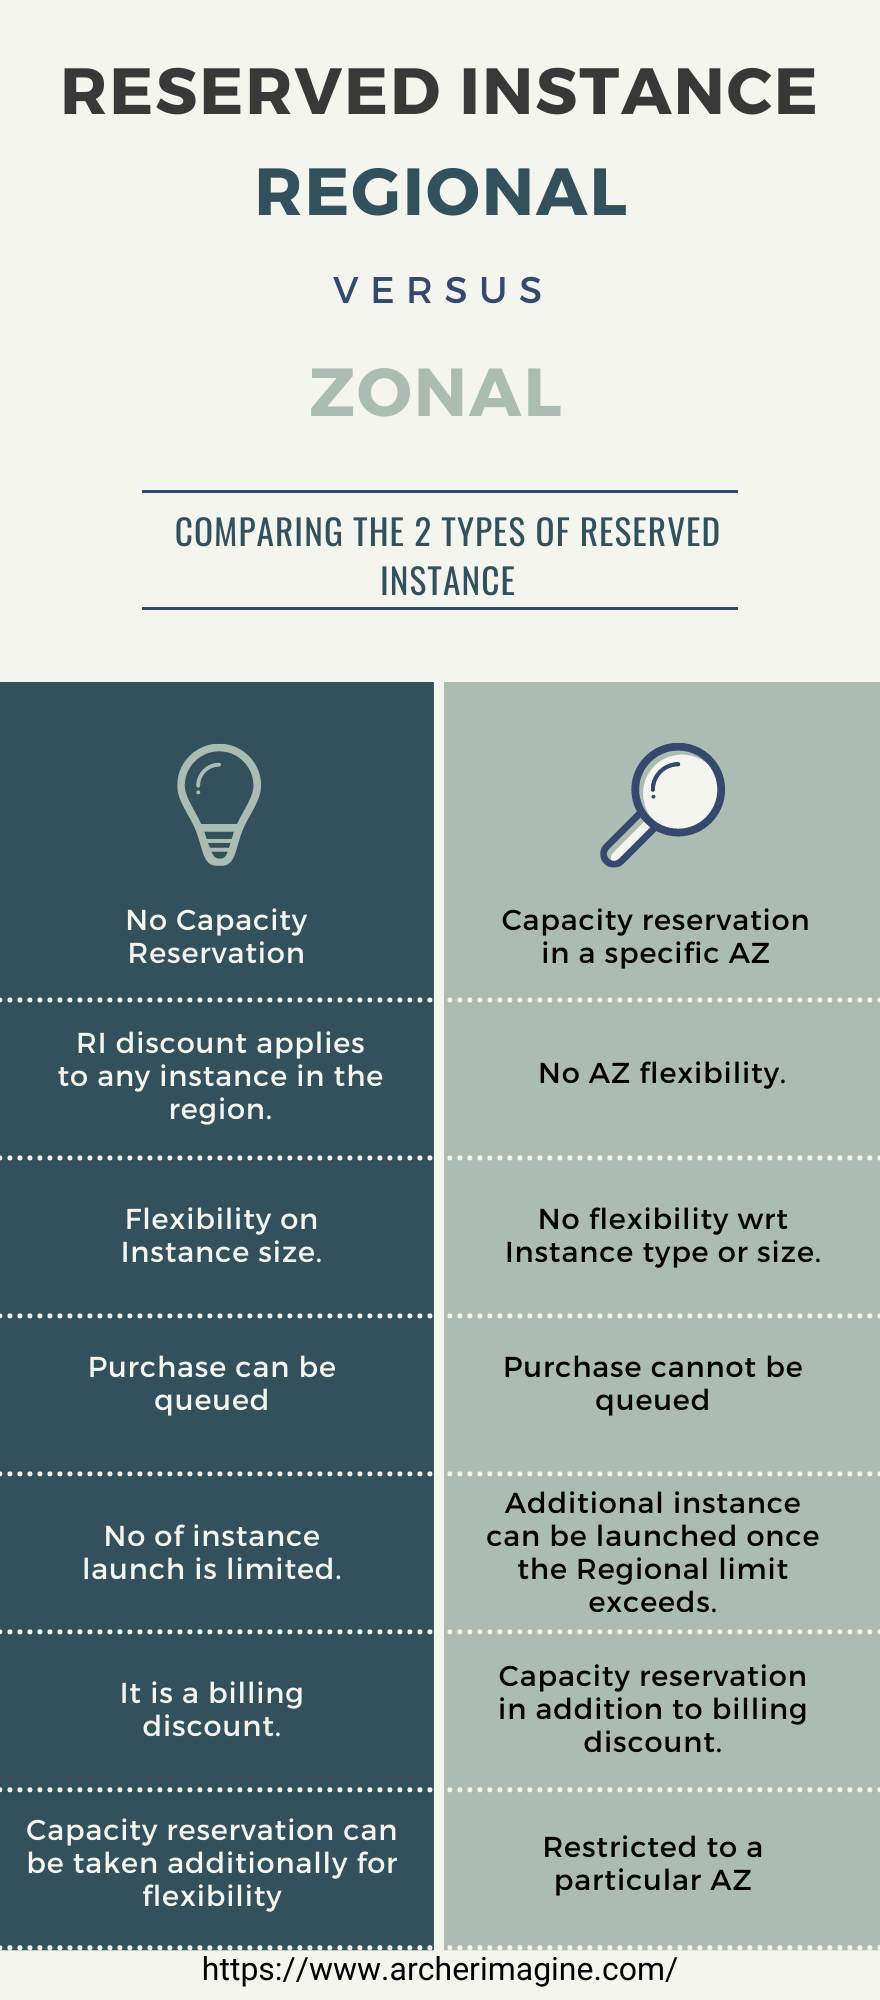 RESERVED INSTANCE
REGIONAL
VERSUS
ZONAL
COMPARING THE 2 TYPES OF RESERVED
INSTANCE
No Capacity
Reservation
Capacity reservation
in a specific AZ
RI discount applies
to any instance in the
region.
No AZ flexibility.
Flexibility on
Instance size.
No flexibility wrt
Instance type or size.
Purchase can be
queued
Purchase cannot be
queued
No of instance
launch is limited.
Additional instance
can be launched once
the Regional limit
exceeds.
It is a billing
discount.
Capacity reservation
in addition to billing
discount.
Capacity reservation can
be taken additionally for
flexibility
Restricted to a
particular AZ
https://www.archerimagine.com/